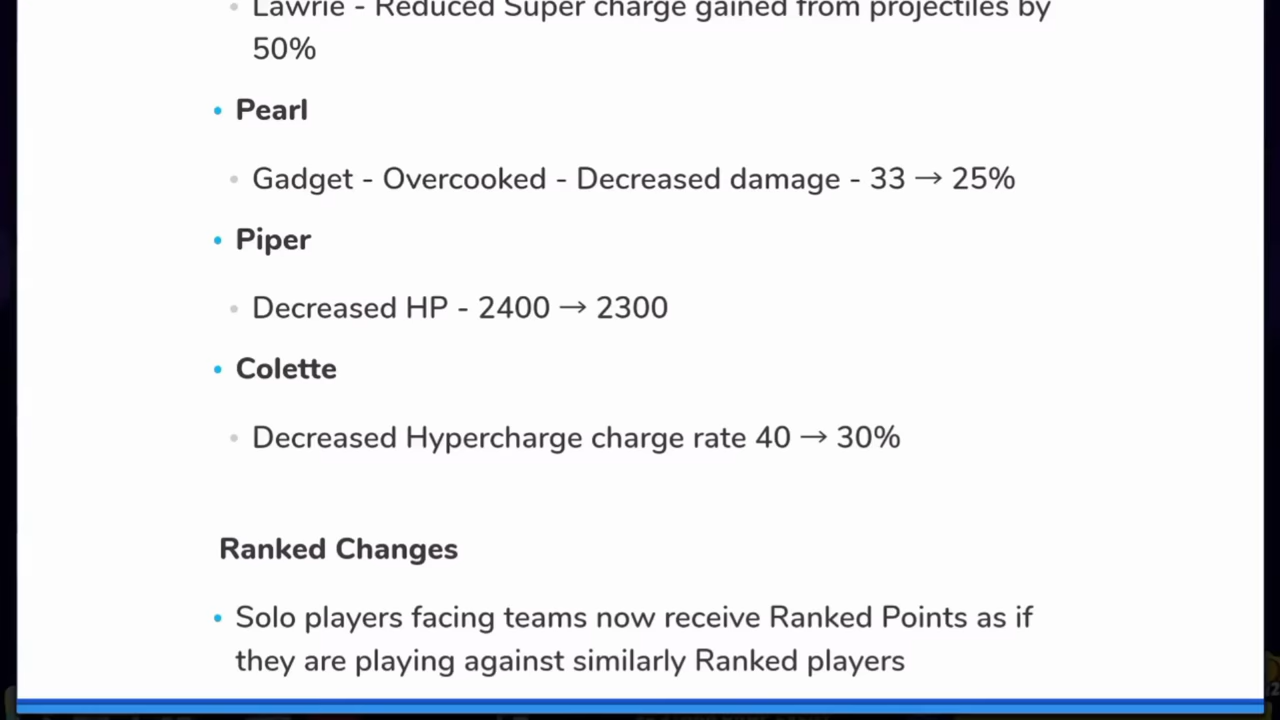 Lawrie - Reduced Super charge gained from projectiles by
50%
Pearl
Gadget - Overcooked - Decreased damage - 33 → 25%
Piper
Decreased HP - 2400 → 2300
Colette
Decreased Hypercharge charge rate 40 → 30%
Ranked Changes
Solo players facing teams now receive Ranked Points as if
they are playing against similarly Ranked players